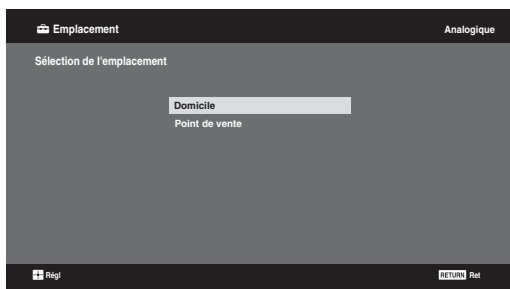 Emplacement Analogique
Sélection de l'emplacement
Domicile
Point de vente
Régl RETURN Ret